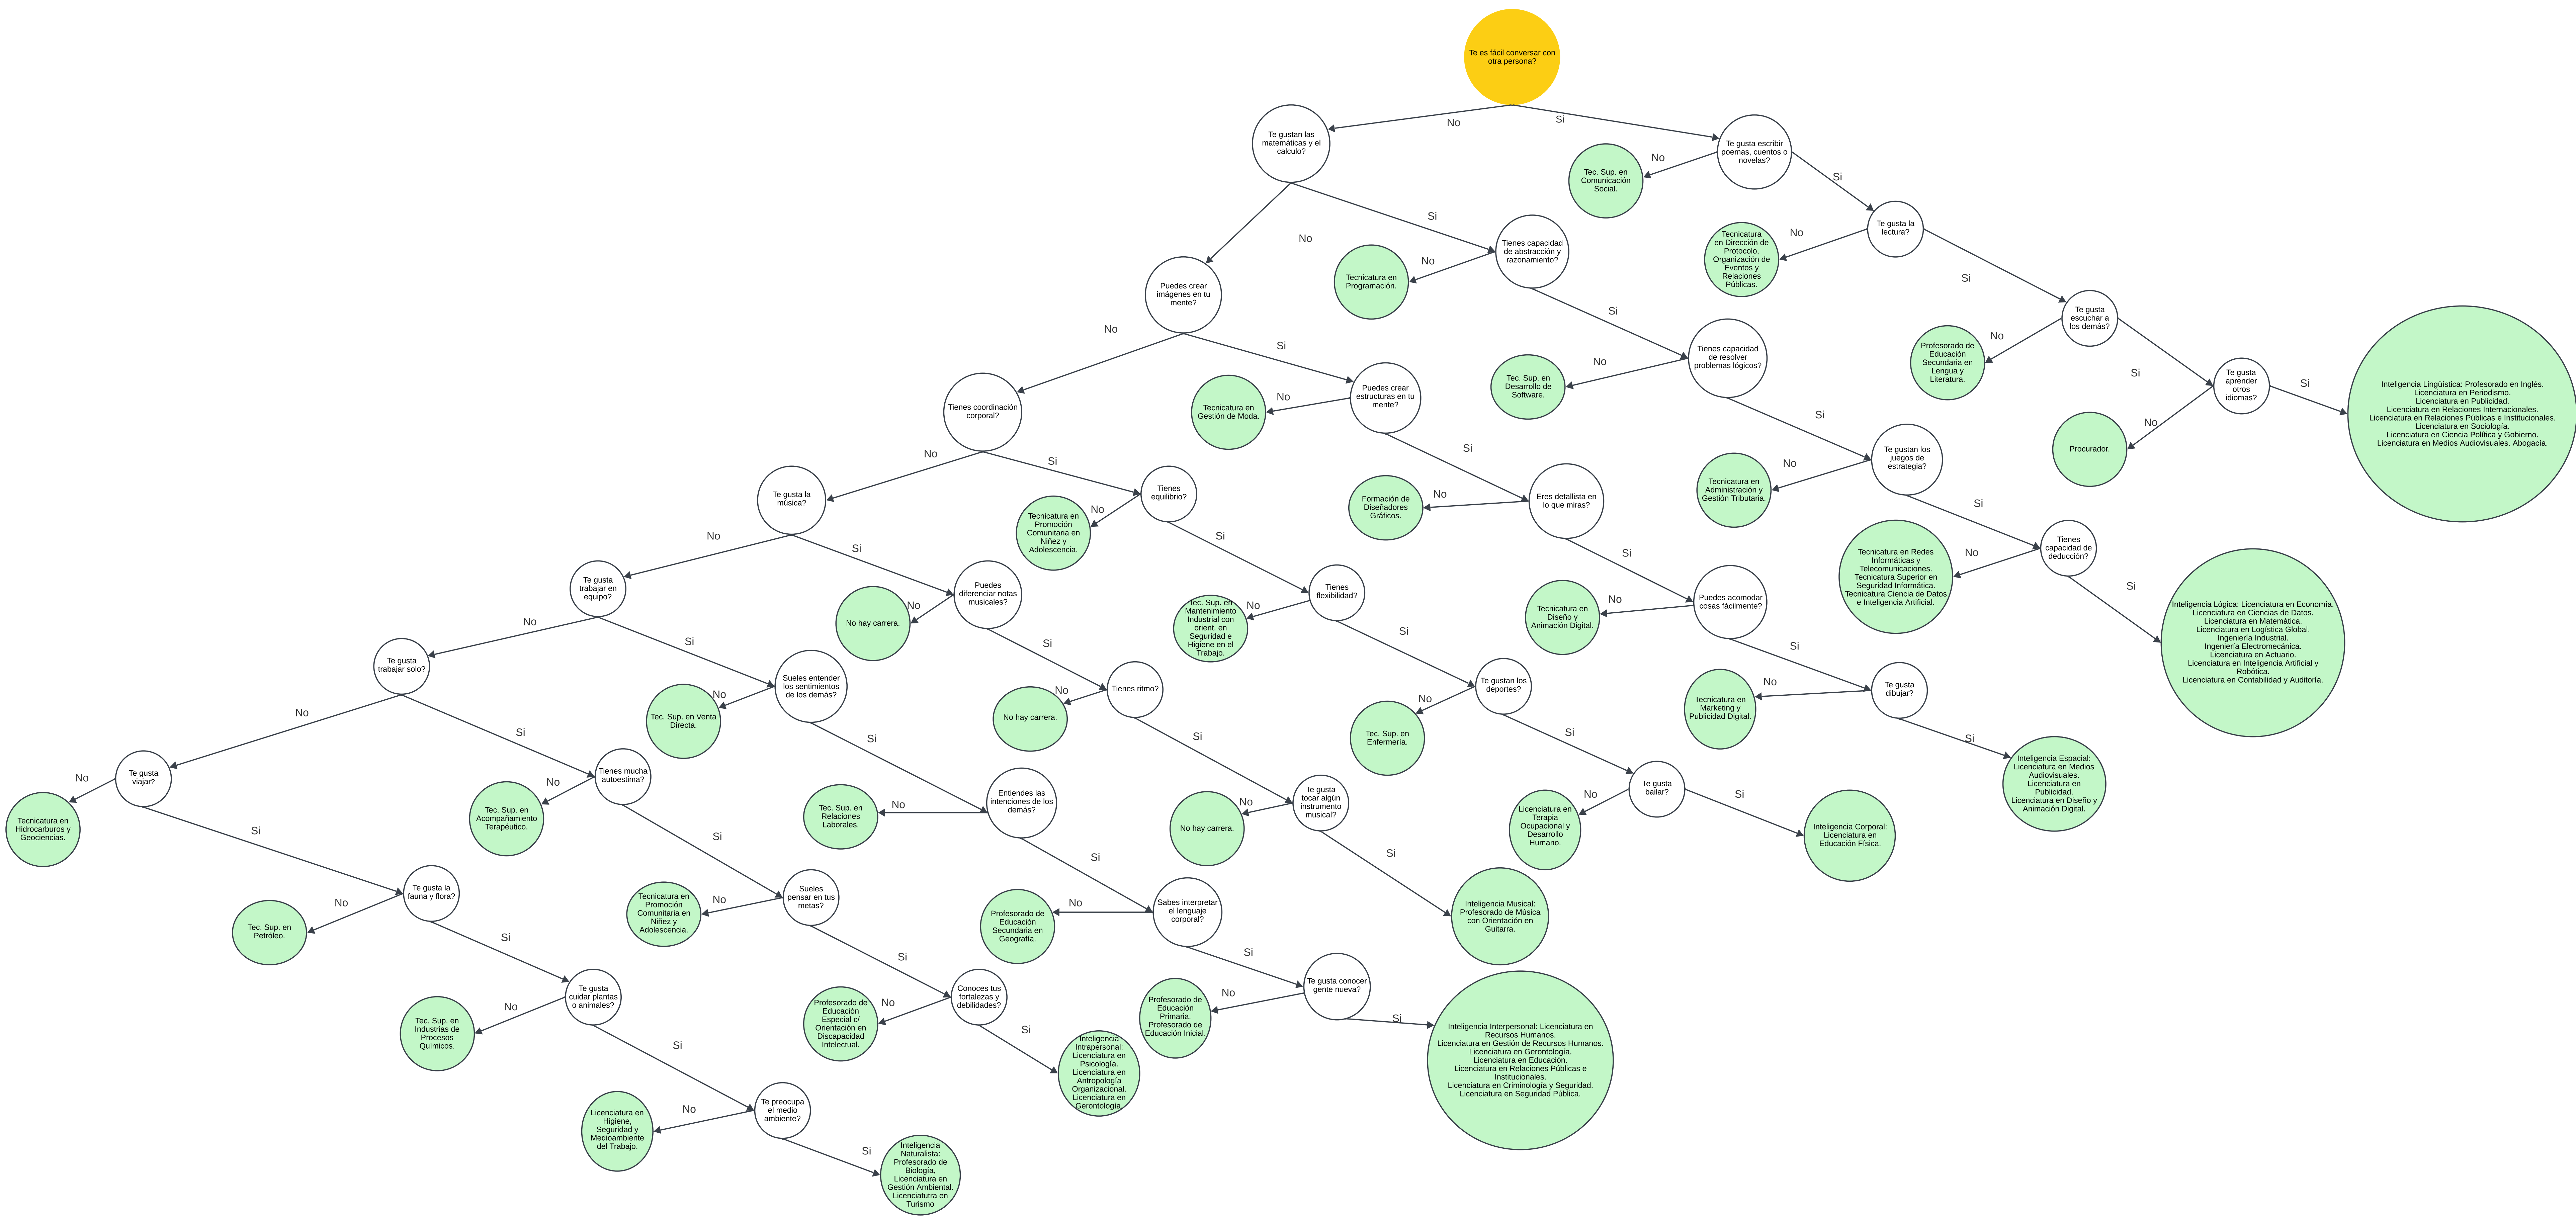 Te es fácil conversar con
otra persona?
No
Si
Te gustan las
matemáticas y el
calculo?
Te gusta escribir
poemas, cuentos o
novelas?
No
Si
Tec. Sup. en
Comunicación
Social.
Te gusta la
lectura?
No
Si
Tecnicatura
en Dirección de
Protocolo,
Organización de
Eventos y
Relaciones
Públicas.
Te gusta
escuchar a
los demás?
No
Si
Profesorado de
Educación
Secundaria en
Lengua y
Literatura.
Te gusta
aprender
otros
idiomas?
No
Si
Procurador.
Inteligencia Lingüística: Profesorado en Inglés.
Licenciatura en Periodismo.
Licenciatura en Publicidad.
Licenciatura en Relaciones Internacionales.
Licenciatura en Relaciones Públicas e Institucionales.
Licenciatura en Sociología.
Licenciatura en Ciencia Política y Gobierno.
Licenciatura en Medios Audiovisuales. Abogacía.
No
Si
Tienes capacidad
de abstracción y
razonamiento?
No
Si
Tecnicatura en
Programación.
Tienes capacidad
de resolver
problemas lógicos?
No
Si
Tec. Sup. en
Desarrollo de
Software.
Te gustan los
juegos de
estrategia?
No
Si
Tecnicatura en
Administración y
Gestión Tributaria.
Tienes
capacidad de
deducción?
No
Si
Tecnicatura en Redes
Informáticas y
Telecomunicaciones.
Tecnicatura Superior en
Seguridad Informática.
Tecnicatura Ciencia de Datos
e Inteligencia Artificial.
Inteligencia Lógica: Licenciatura en Economía.
Licenciatura en Ciencias de Datos.
Licenciatura en Matemática.
Licenciatura en Logística Global.
Ingeniería Industrial.
Ingeniería Electromecánica.
Licenciatura en Actuario.
Licenciatura en Inteligencia Artificial y
Robótica.
Licenciatura en Contabilidad y Auditoría.
Puedes crear
imágenes en tu
mente?
No
Si
Puedes crear
estructuras en tu
mente?
No
Si
Tecnicatura en
Gestión de Moda.
Eres detallista en
lo que miras?
No
Si
Formación de
Diseñadores
Gráficos.
Puedes acomodar
cosas fácilmente?
No
Si
Tecnicatura en
Diseño y
Animación Digital.
Te gusta
dibujar?
No
Si
Tecnicatura en
Marketing y
Publicidad Digital.
Inteligencia Espacial:
Licenciatura en Medios
Audiovisuales.
Licenciatura en
Publicidad.
Licenciatura en Diseño y
Animación Digital.
Tienes coordinación
corporal?
No
Si
Tienes
equilibrio?
No
Si
Tecnicatura en
Promoción
Comunitaria en
Niñez y
Adolescencia.
Tienes
flexibilidad?
No
Si
Tec. Sup. en
Mantenimiento
Industrial con
orient. en
Seguridad e
Higiene en el
Trabajo.
Te gustan los
deportes?
No
Si
Tec. Sup. en
Enfermería.
Te gusta
bailar?
No
Si
Licenciatura en
Terapia
Ocupacional y
Desarrollo
Humano.
Inteligencia Corporal:
Licenciatura en
Educación Física.
Te gusta la
música?
No
Si
Puedes
diferenciar notas
musicales?
No
Si
No hay carrera.
Tienes ritmo?
No
Si
No hay carrera.
Te gusta
tocar algún
instrumento
musical?
No
Si
No hay carrera.
Inteligencia Musical:
Profesorado de Música
con Orientación en
Guitarra.
Te gusta
trabajar en
equipo?
No
Si
Sueles entender
los sentimientos
de los demás?
No
Si
Tec. Sup. en Venta
Directa.
Entiendes las
intenciones de los
demás?
No
Si
Tec. Sup. en
Relaciones
Laborales.
Sabes interpretar
el lenguaje
corporal?
No
Si
Profesorado de
Educación
Secundaria en
Geografía.
Te gusta conocer
gente nueva?
No
Si
Profesorado de
Educación
Primaria.
Profesorado de
Educación Inicial.
Inteligencia Interpersonal: Licenciatura en
Recursos Humanos.
Licenciatura en Gestión de Recursos Humanos.
Licenciatura en Gerontología.
Licenciatura en Educación.
Licenciatura en Relaciones Públicas e
Institucionales.
Licenciatura en Criminología y Seguridad.
Licenciatura en Seguridad Pública.
Te gusta
trabajar solo?
No
Si
Tienes mucha
autoestima?
No
Si
Tec. Sup. en
Acompañamiento
Terapéutico.
Sueles
pensar en tus
metas?
No
Si
Tecnicatura en
Promoción
Comunitaria en
Niñez y
Adolescencia.
Conoces tus
fortalezas y
debilidades?
No
Si
Profesorado de
Educación
Especial c/
Orientación en
Discapacidad
Intelectual.
Inteligencia
Intrapersonal:
Licenciatura en
Psicología.
Licenciatura en
Antropología
Organizacional.
Licenciatura en
Gerontología.
Te gusta
viajar?
No
Si
Tecnicatura en
Hidrocarburos y
Geociencias.
Te gusta la
fauna y flora?
No
Si
Tec. Sup. en
Petróleo.
Te gusta
cuidar plantas
o animales?
No
Si
Tec. Sup. en
Industrias de
Procesos
Químicos.
Te preocupa
el medio
ambiente?
No
Si
Licenciatura en
Higiene,
Seguridad y
Medioambiente
del Trabajo.
Inteligencia
Naturalista:
Profesorado de
Biología,
Licenciatura en
Gestión Ambiental.
Licenciatutra en
Turismo